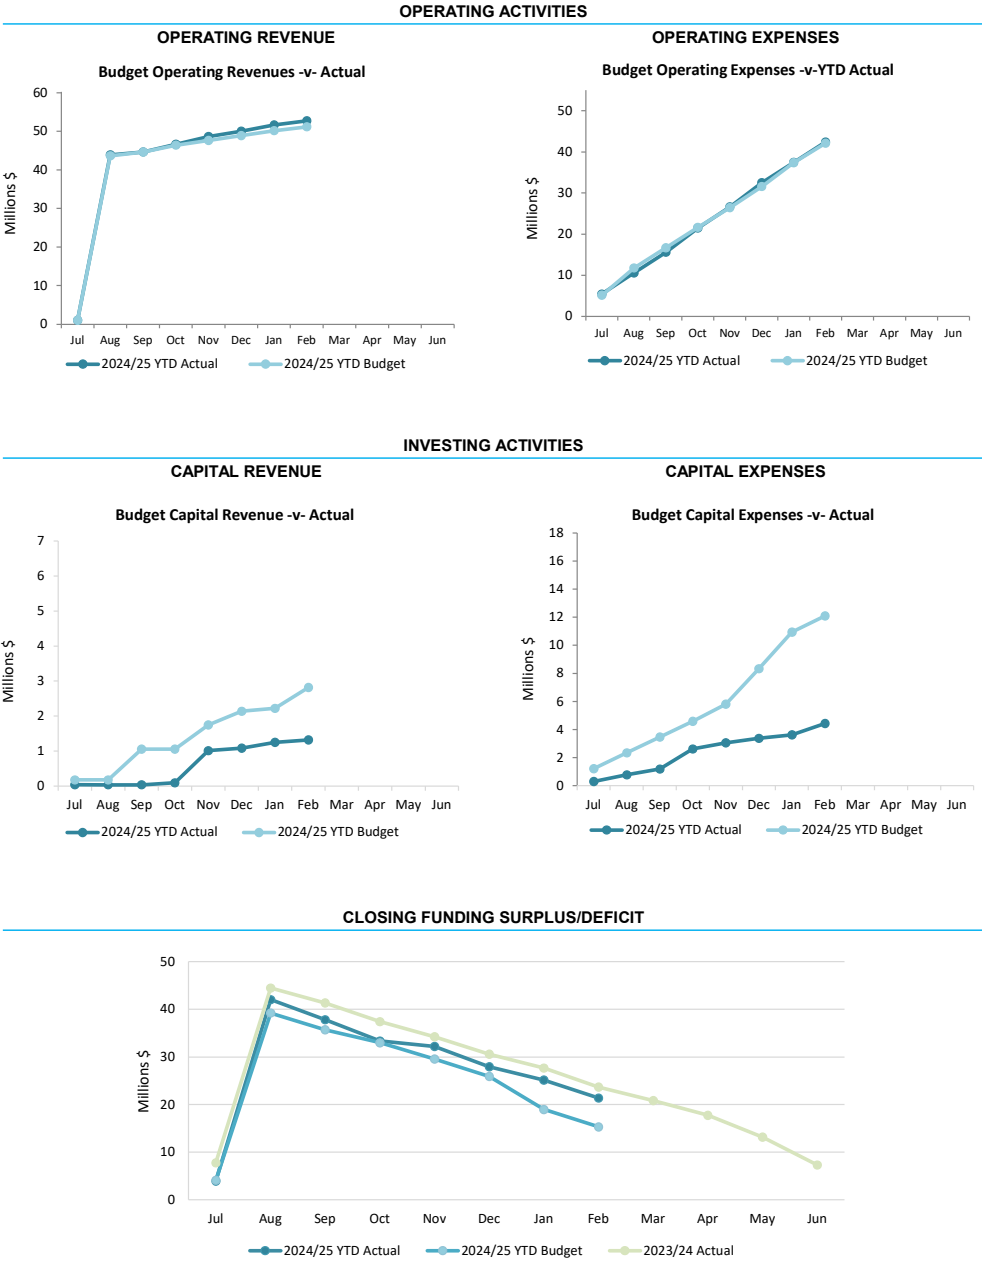 OPERATING ACTIVITIES
OPERATING REVENUE
OPERATING EXPENSES
Budget Operating Revenues -v- Actual
60
50
40
30
20
10
0
Millions $
Jul Aug Sep Oct Nov Dec Jan Feb Mar Apr May Jun
2024/25 YTD Actual 2024/25 YTD Budget
Budget Operating Expenses -v-YTD Actual
50
40
30
20
10
0
Millions $
Jul Aug Sep Oct Nov Dec Jan Feb Mar Apr May Jun
2024/25 YTD Actual 2024/25 YTD Budget
INVESTING ACTIVITIES
CAPITAL REVENUE
CAPITAL EXPENSES
Budget Capital Revenue -v- Actual
7
6
5
4
3
2
1
0
Millions $
Jul Aug Sep Oct Nov Dec Jan Feb Mar Apr May Jun
2024/25 YTD Actual 2024/25 YTD Budget
Budget Capital Expenses -v- Actual
18
16
14
12
10
8
6
4
2
0
Millions $
Jul Aug Sep Oct Nov Dec Jan Feb Mar Apr May Jun
2024/25 YTD Actual 2024/25 YTD Budget
CLOSING FUNDING SURPLUS/DEFICIT
50
40
30
20
10
0
Millions $
Jul Aug Sep Oct Nov Dec Jan Feb Mar Apr May Jun
2024/25 YTD Actual 2024/25 YTD Budget 2023/24 Actual